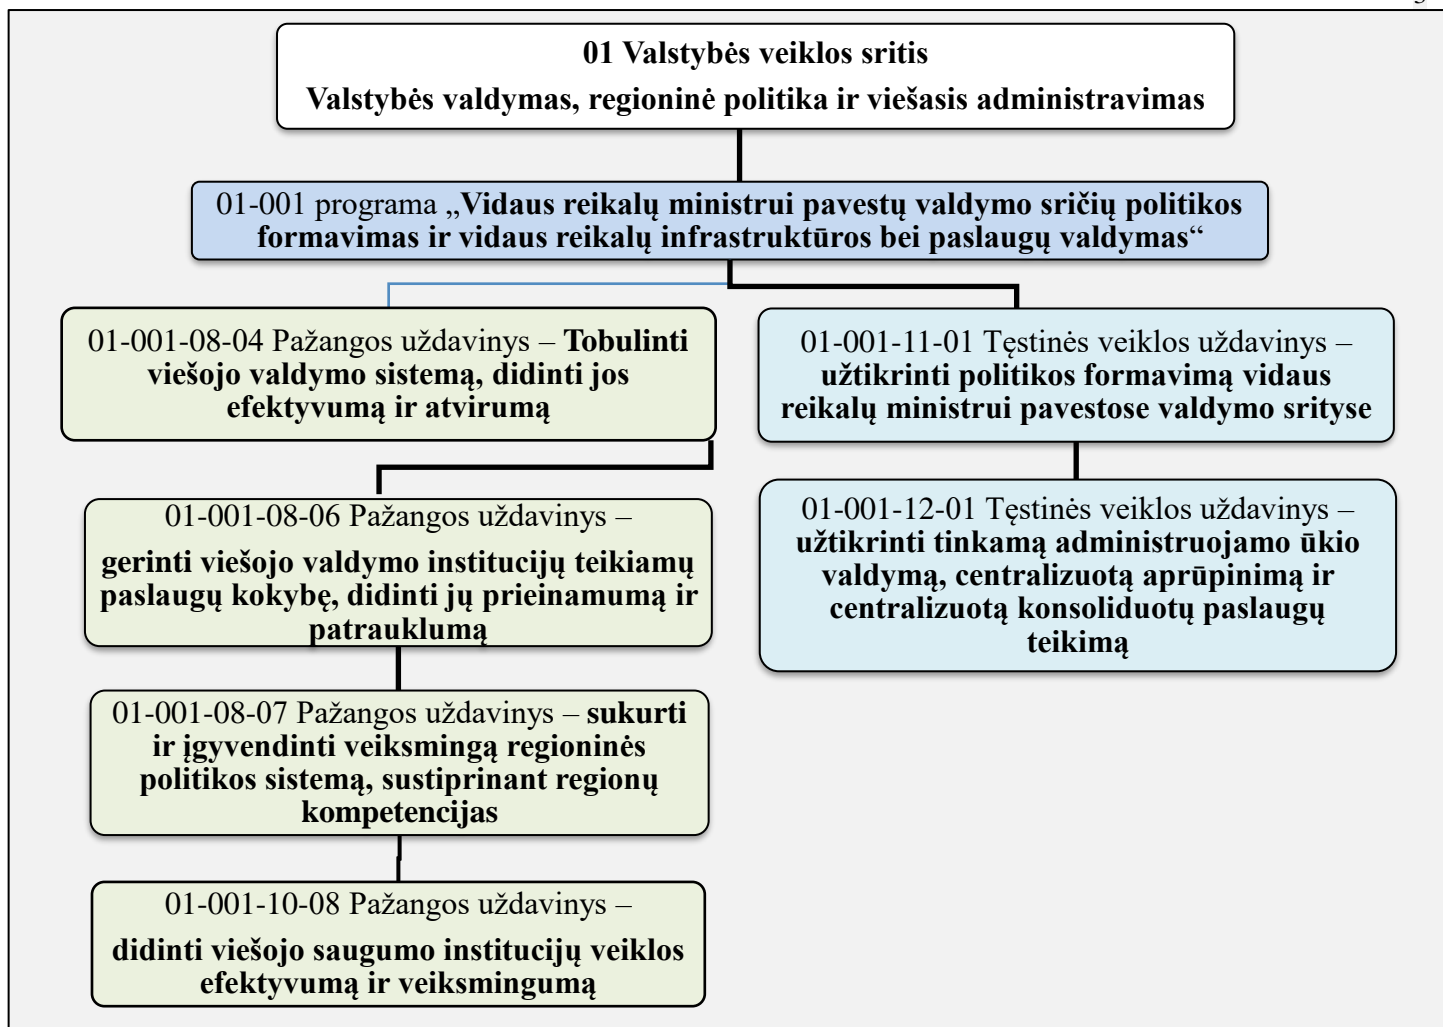 01 Valstybės veiklos sritis
Valstybės valdymas, regioninė politika ir viešasis administravimas
01-001 programa „Vidaus reikalų ministrui pavestų valdymo sričių politikos
formavimas ir vidaus reikalų infrastruktūros bei paslaugų valdymas“
01-001-08-04 Pažangos uždavinys – Tobulinti
viešojo valdymo sistemą, didinti jos
efektyvumą ir atvirumą
01-001-08-06 Pažangos uždavinys –
gerinti viešojo valdymo institucijų teikiamų
paslaugų kokybę, didinti jų prieinamumą ir
patrauklumą
01-001-08-07 Pažangos uždavinys – sukurti
ir įgyvendinti veiksmingą regioninės
politikos sistemą, sustiprinant regionų
kompetencijas
01-001-10-08 Pažangos uždavinys –
didinti viešojo saugumo institucijų veiklos
efektyvumą ir veiksmingumą
01-001-11-01 Tęstinės veiklos uždavinys –
užtikrinti politikos formavimą vidaus
reikalų ministrui pavestose valdymo srityse
01-001-12-01 Tęstinės veiklos uždavinys –
užtikrinti tinkamą administruojamo ūkio
valdymą, centralizuotą aprūpinimą ir
centralizuotą konsoliduotų paslaugų
teikimą